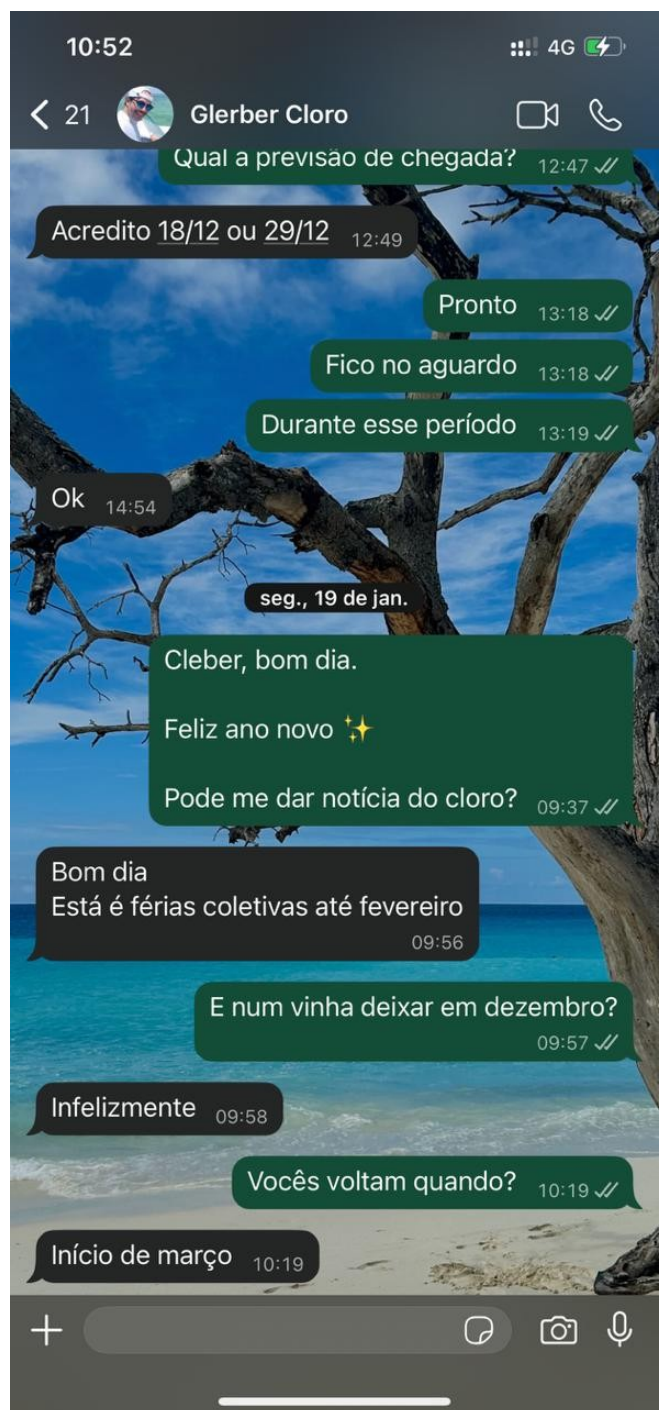 10:52
4G
21
Glerber Cloro
Qual a previsão de chegada? 12:47
Acredito 18/12 ou 29/12 12:49
Pronto 13:18
Fico no aguardo 13:18
Durante esse período 13:19
Ok 14:54
seg., 19 de jan.
Cleber, bom dia.
Feliz ano novo ✨
Pode me dar notícia do cloro? 09:37
Bom dia
Está é férias coletivas até fevereiro
09:56
E num vinha deixar em dezembro?
09:57
Infelizmente 09:58
Vocês voltam quando? 10:19
Início de março 10:19